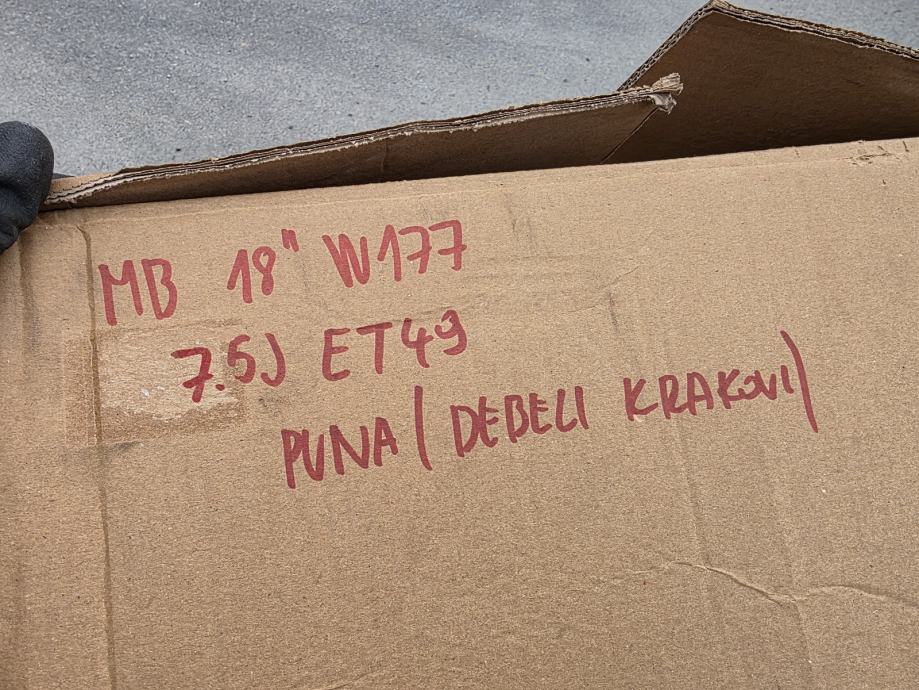 MB 18" W177
7.5J ET49
PUNA (DEBELI KRAKOVI)